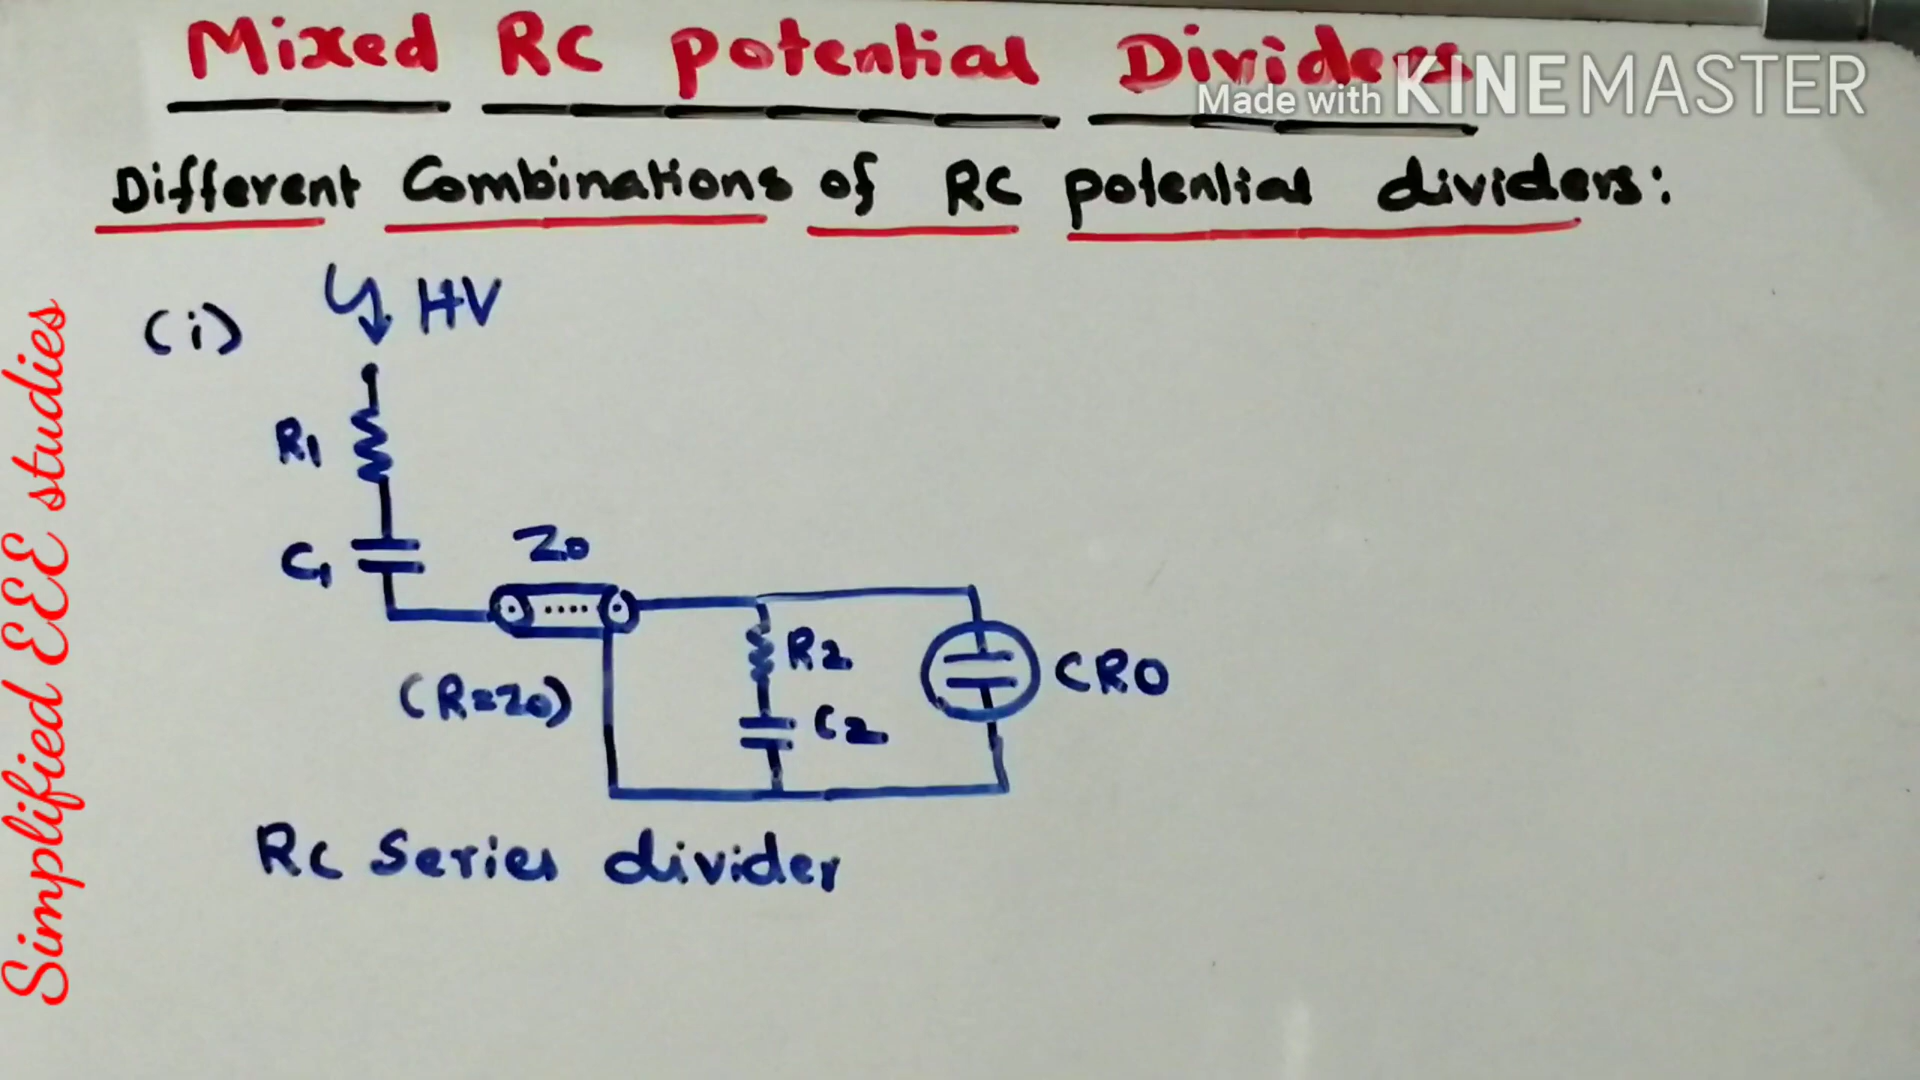 Mixed RC potential Dividers
Made with KINEMASTER
Different Combinations of RC potential dividers:
(i)
HV
R1
C1
Z0
(R=Z0)
R2
C2
CRO
RC Series divider
Simplified EEE studies